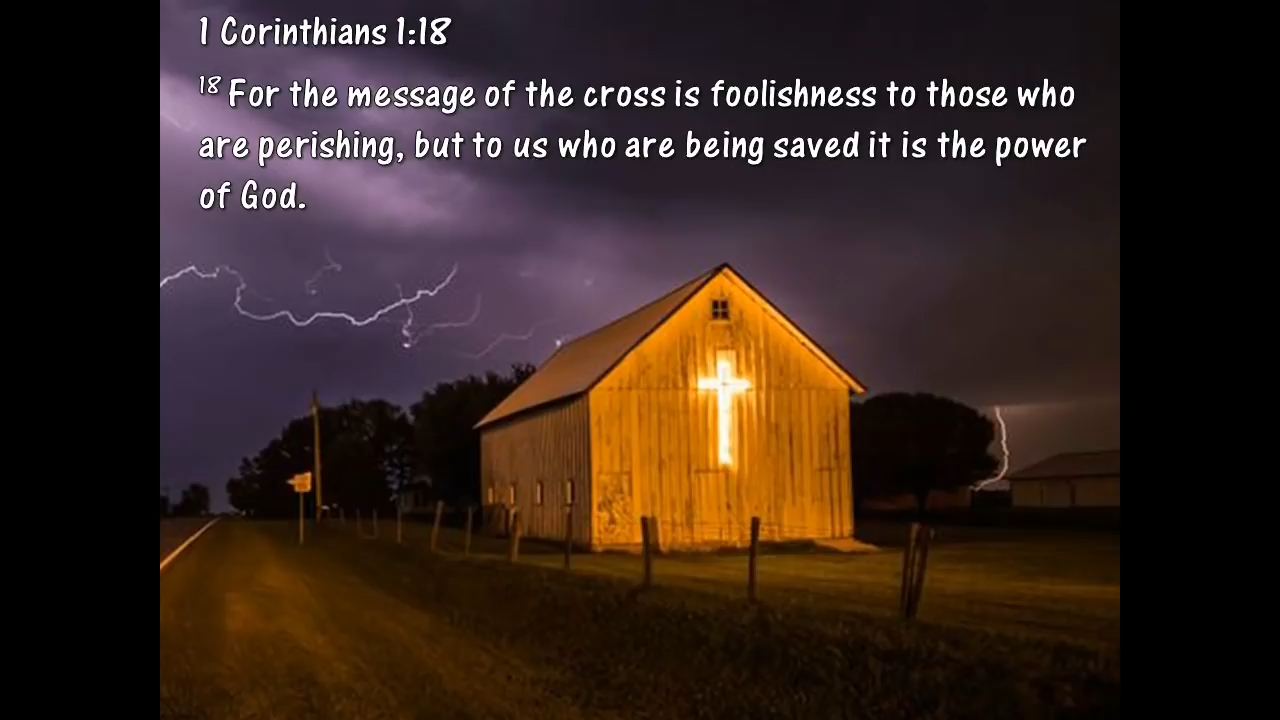 1 Corinthians 1:18
18 For the message of the cross is foolishness to those who
are perishing, but to us who are being saved it is the power
of God.